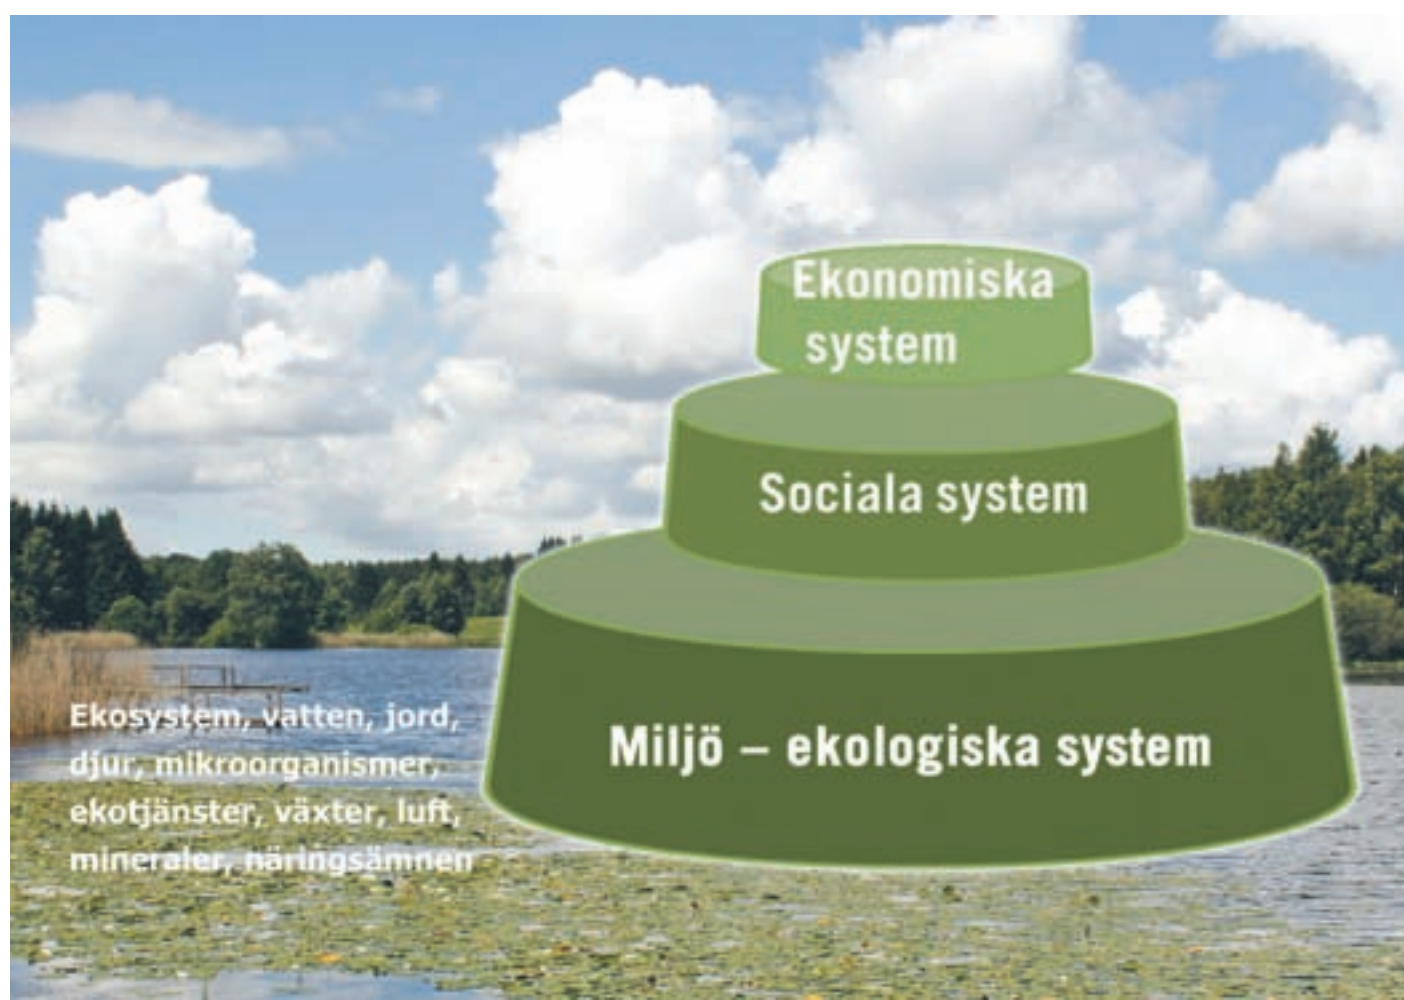 Ekonomiska
system
Sociala system
Miljö – ekologiska system
Ekosystem, vatten, jord,
djur, mikroorganismer,
ekotjänster, växter, luft,
mineraler, näringsämnen